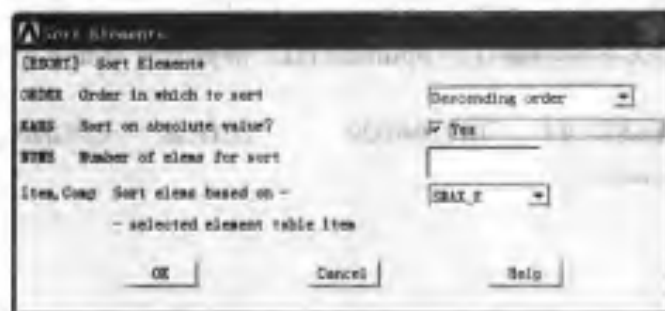 Sort Elements
[ESORT] Sort Elements
ORDER Order in which to sort
Descending order
KABS Sort on absolute value?
Yes
NUMB Number of elems for sort
Item,Comp Sort elems based on -
- selected element table item
OK Cancel Help